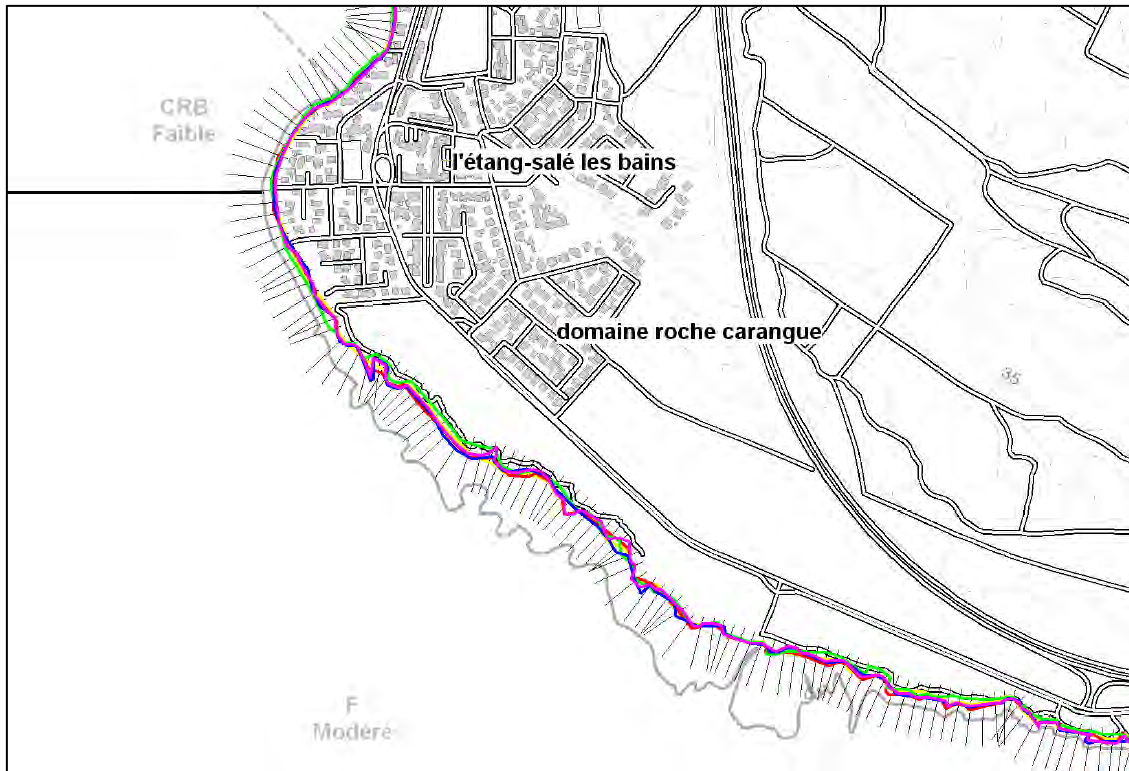 CRB
Faible
l'étang-salé les bains
domaine roche carangue
35
F
Modéré